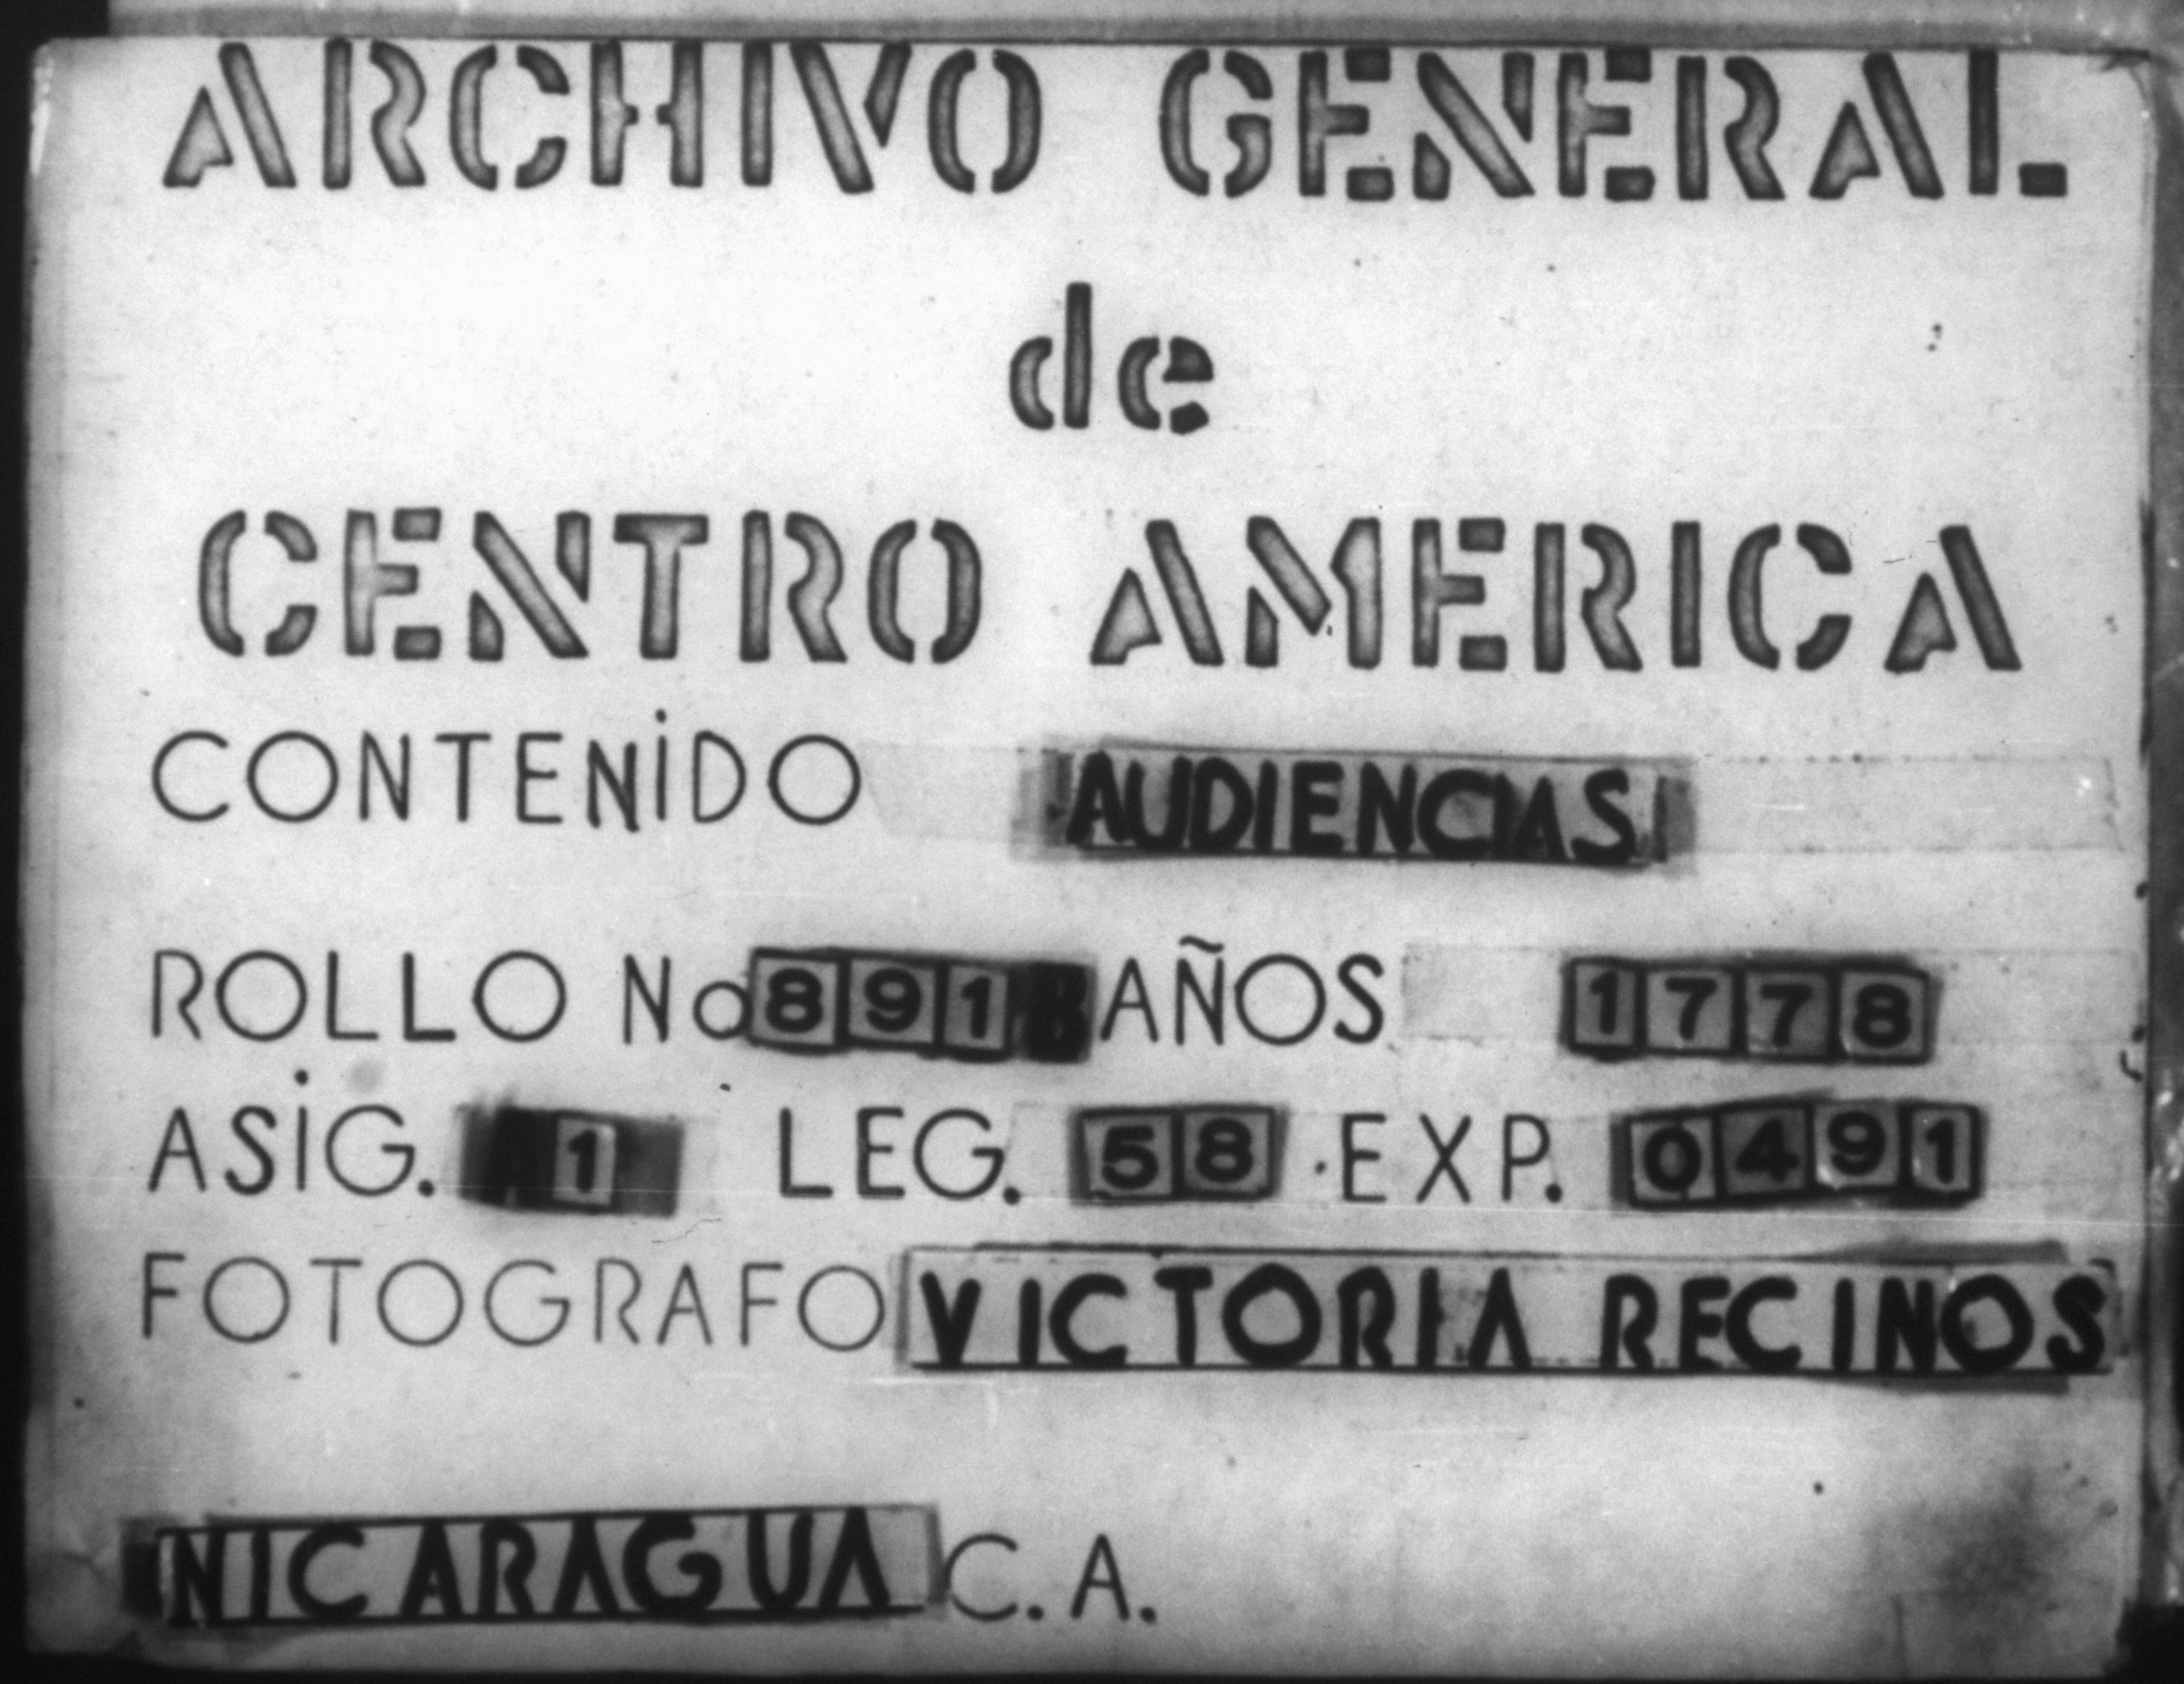 ARCHIVO GENERAL
de
CENTRO AMERICA
CONTENIDO AUDIENCIAS
ROLLO No 891 AÑOS 1778
ASIG. 1 LEG. 58 EXP. 0491
FOTOGRAFO VICTORIA RECINOS
NICARAGUA C.A.